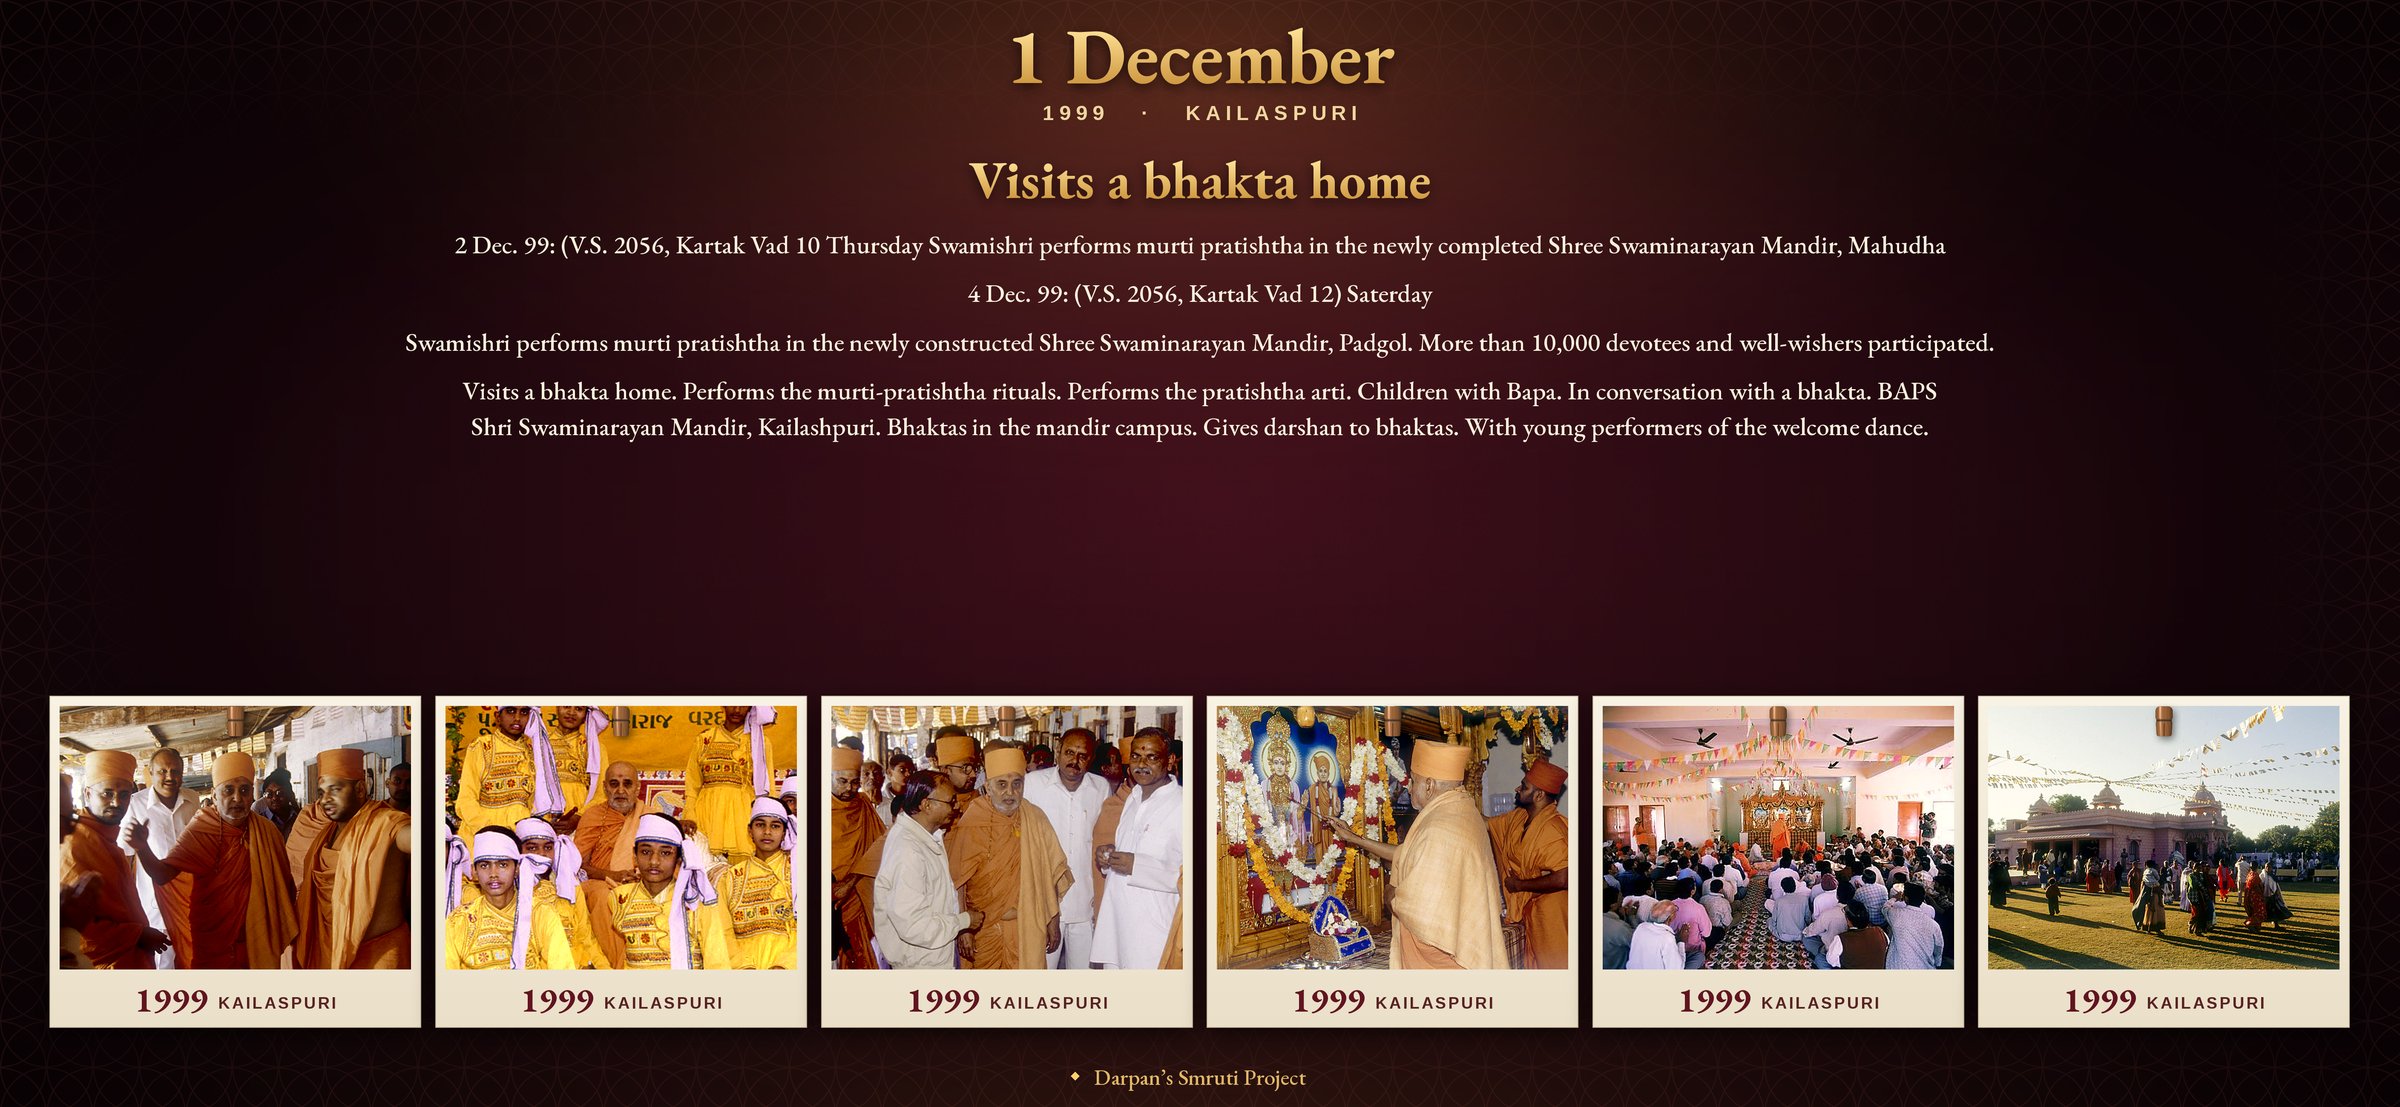 1 December
1999 · KAILASPURI
Visits a bhakta home
2 Dec. 99: (V.S. 2056, Kartak Vad 10 Thursday Swamishri performs murti pratishtha in the newly completed Shree Swaminarayan Mandir, Mahudha
4 Dec. 99: (V.S. 2056, Kartak Vad 12) Saterday
Swamishri performs murti pratishtha in the newly constructed Shree Swaminarayan Mandir, Padgol. More than 10,000 devotees and well-wishers participated.
Visits a bhakta home. Performs the murti-pratishtha rituals. Performs the pratishtha arti. Children with Bapa. In conversation with a bhakta. BAPS
Shri Swaminarayan Mandir, Kailashpuri. Bhaktas in the mandir campus. Gives darshan to bhaktas. With young performers of the welcome dance.
1999 KAILASPURI
1999 KAILASPURI
1999 KAILASPURI
1999 KAILASPURI
1999 KAILASPURI
1999 KAILASPURI
Darpan’s Smruti Project